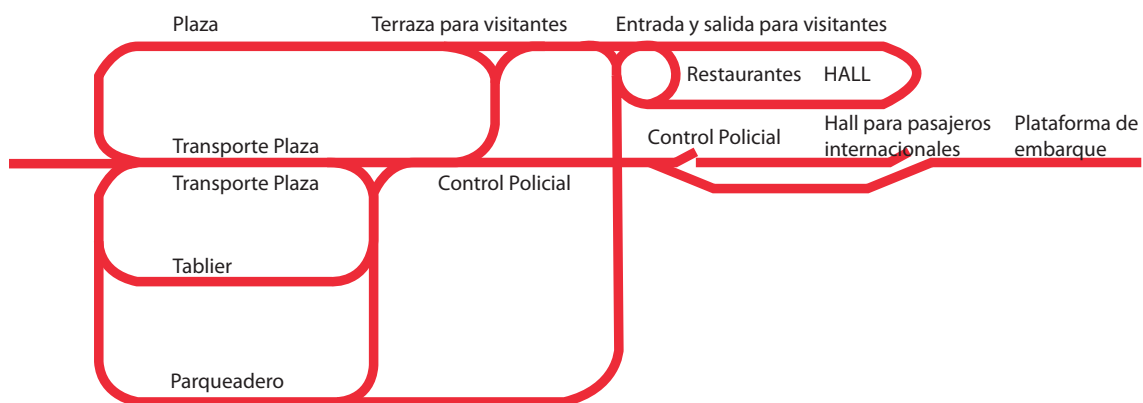 Plaza
Terraza para visitantes
Entrada y salida para visitantes
Restaurantes
HALL
Transporte Plaza
Control Policial
Hall para pasajeros
internacionales
Plataforma de
embarque
Transporte Plaza
Control Policial
Tablier
Parqueadero